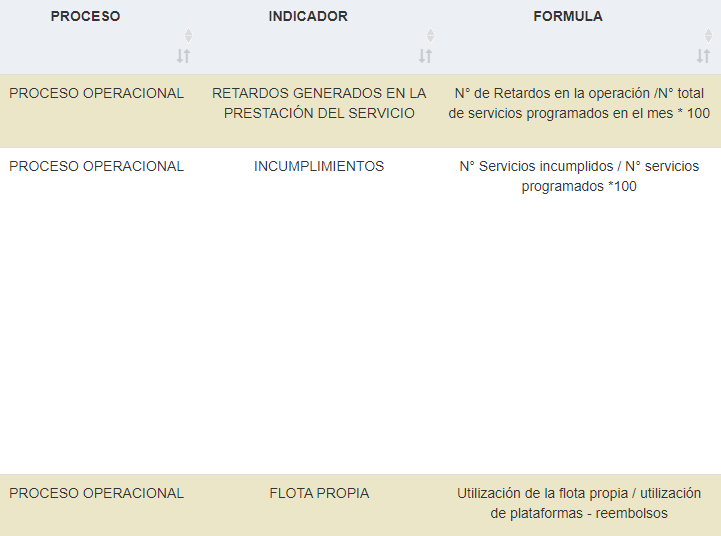 PROCESO INDICADOR FORMULA
PROCESO OPERACIONAL RETARDOS GENERADOS EN LA N° de Retardos en la operación /N° total
PRESTACIÓN DEL SERVICIO de servicios programados en el mes * 100
PROCESO OPERACIONAL INCUMPLIMIENTOS N° Servicios incumplidos / N° servicios
programados *100
PROCESO OPERACIONAL FLOTA PROPIA Utilización de la flota propia / utilización
de plataformas - reembolsos